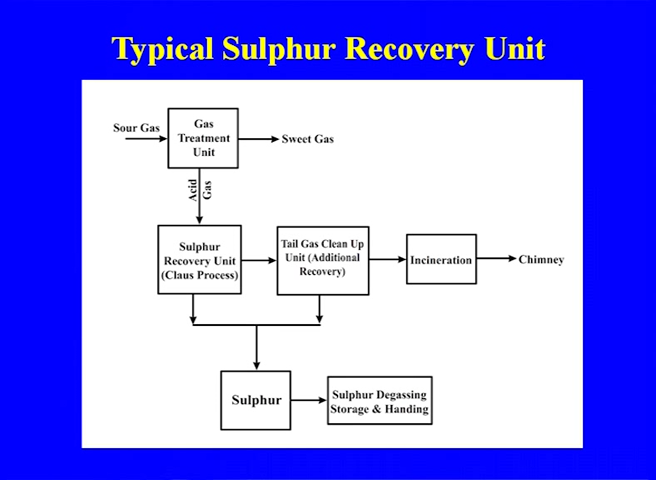 Typical Sulphur Recovery Unit
Sour Gas
Gas
Treatment
Unit
Sweet Gas
Acid
Gas
Sulphur
Recovery Unit
(Claus Process)
Tail Gas Clean Up
Unit (Additional
Recovery)
Incineration
Chimney
Sulphur
Sulphur Degassing
Storage & Handing